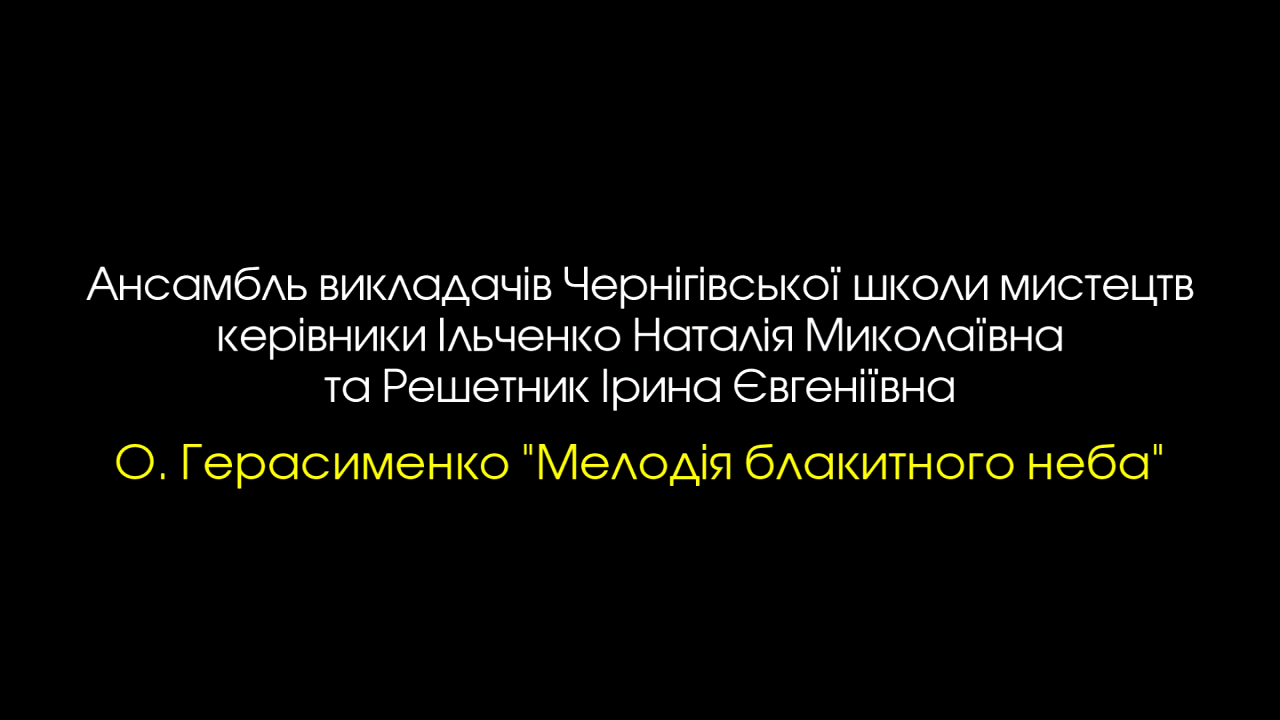 Ансамбль викладачів Чернігівської школи мистецтв
керівники Ільченко Наталія Миколаївна
та Решетник Ірина Євгеніївна
О. Герасименко "Мелодія блакитного неба"